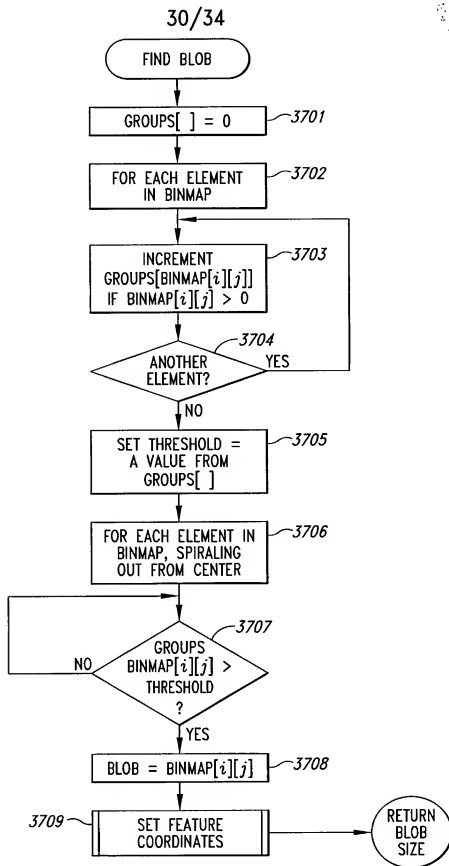 30/34
FIND BLOB
GROUPS[ ] = 0
3701
FOR EACH ELEMENT
IN BINMAP
3702
INCREMENT
GROUPS[BINMAP[i][j]]
IF BINMAP[i][j] > 0
3703
3704
ANOTHER
ELEMENT?
YES
NO
SET THRESHOLD =
A VALUE FROM
GROUPS[ ]
3705
FOR EACH ELEMENT IN
BINMAP, SPIRALING
OUT FROM CENTER
3706
3707
GROUPS
BINMAP[i][j] >
THRESHOLD
?
NO
YES
BLOB = BINMAP[i][j]
3708
3709
SET FEATURE
COORDINATES
RETURN
BLOB
SIZE